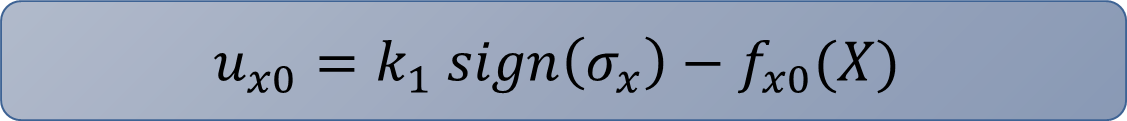 u_{x0} = k_1 sign(σ_x) − f_{x0}(X)